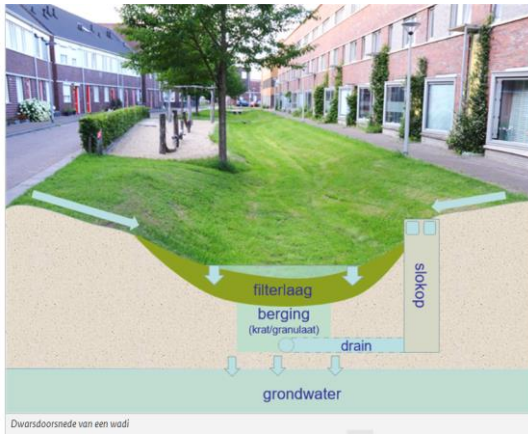 filterlaag
berging
(krat/granulaat)
slokop
drain
grondwater
Dwarsdoorsnede van een wadi